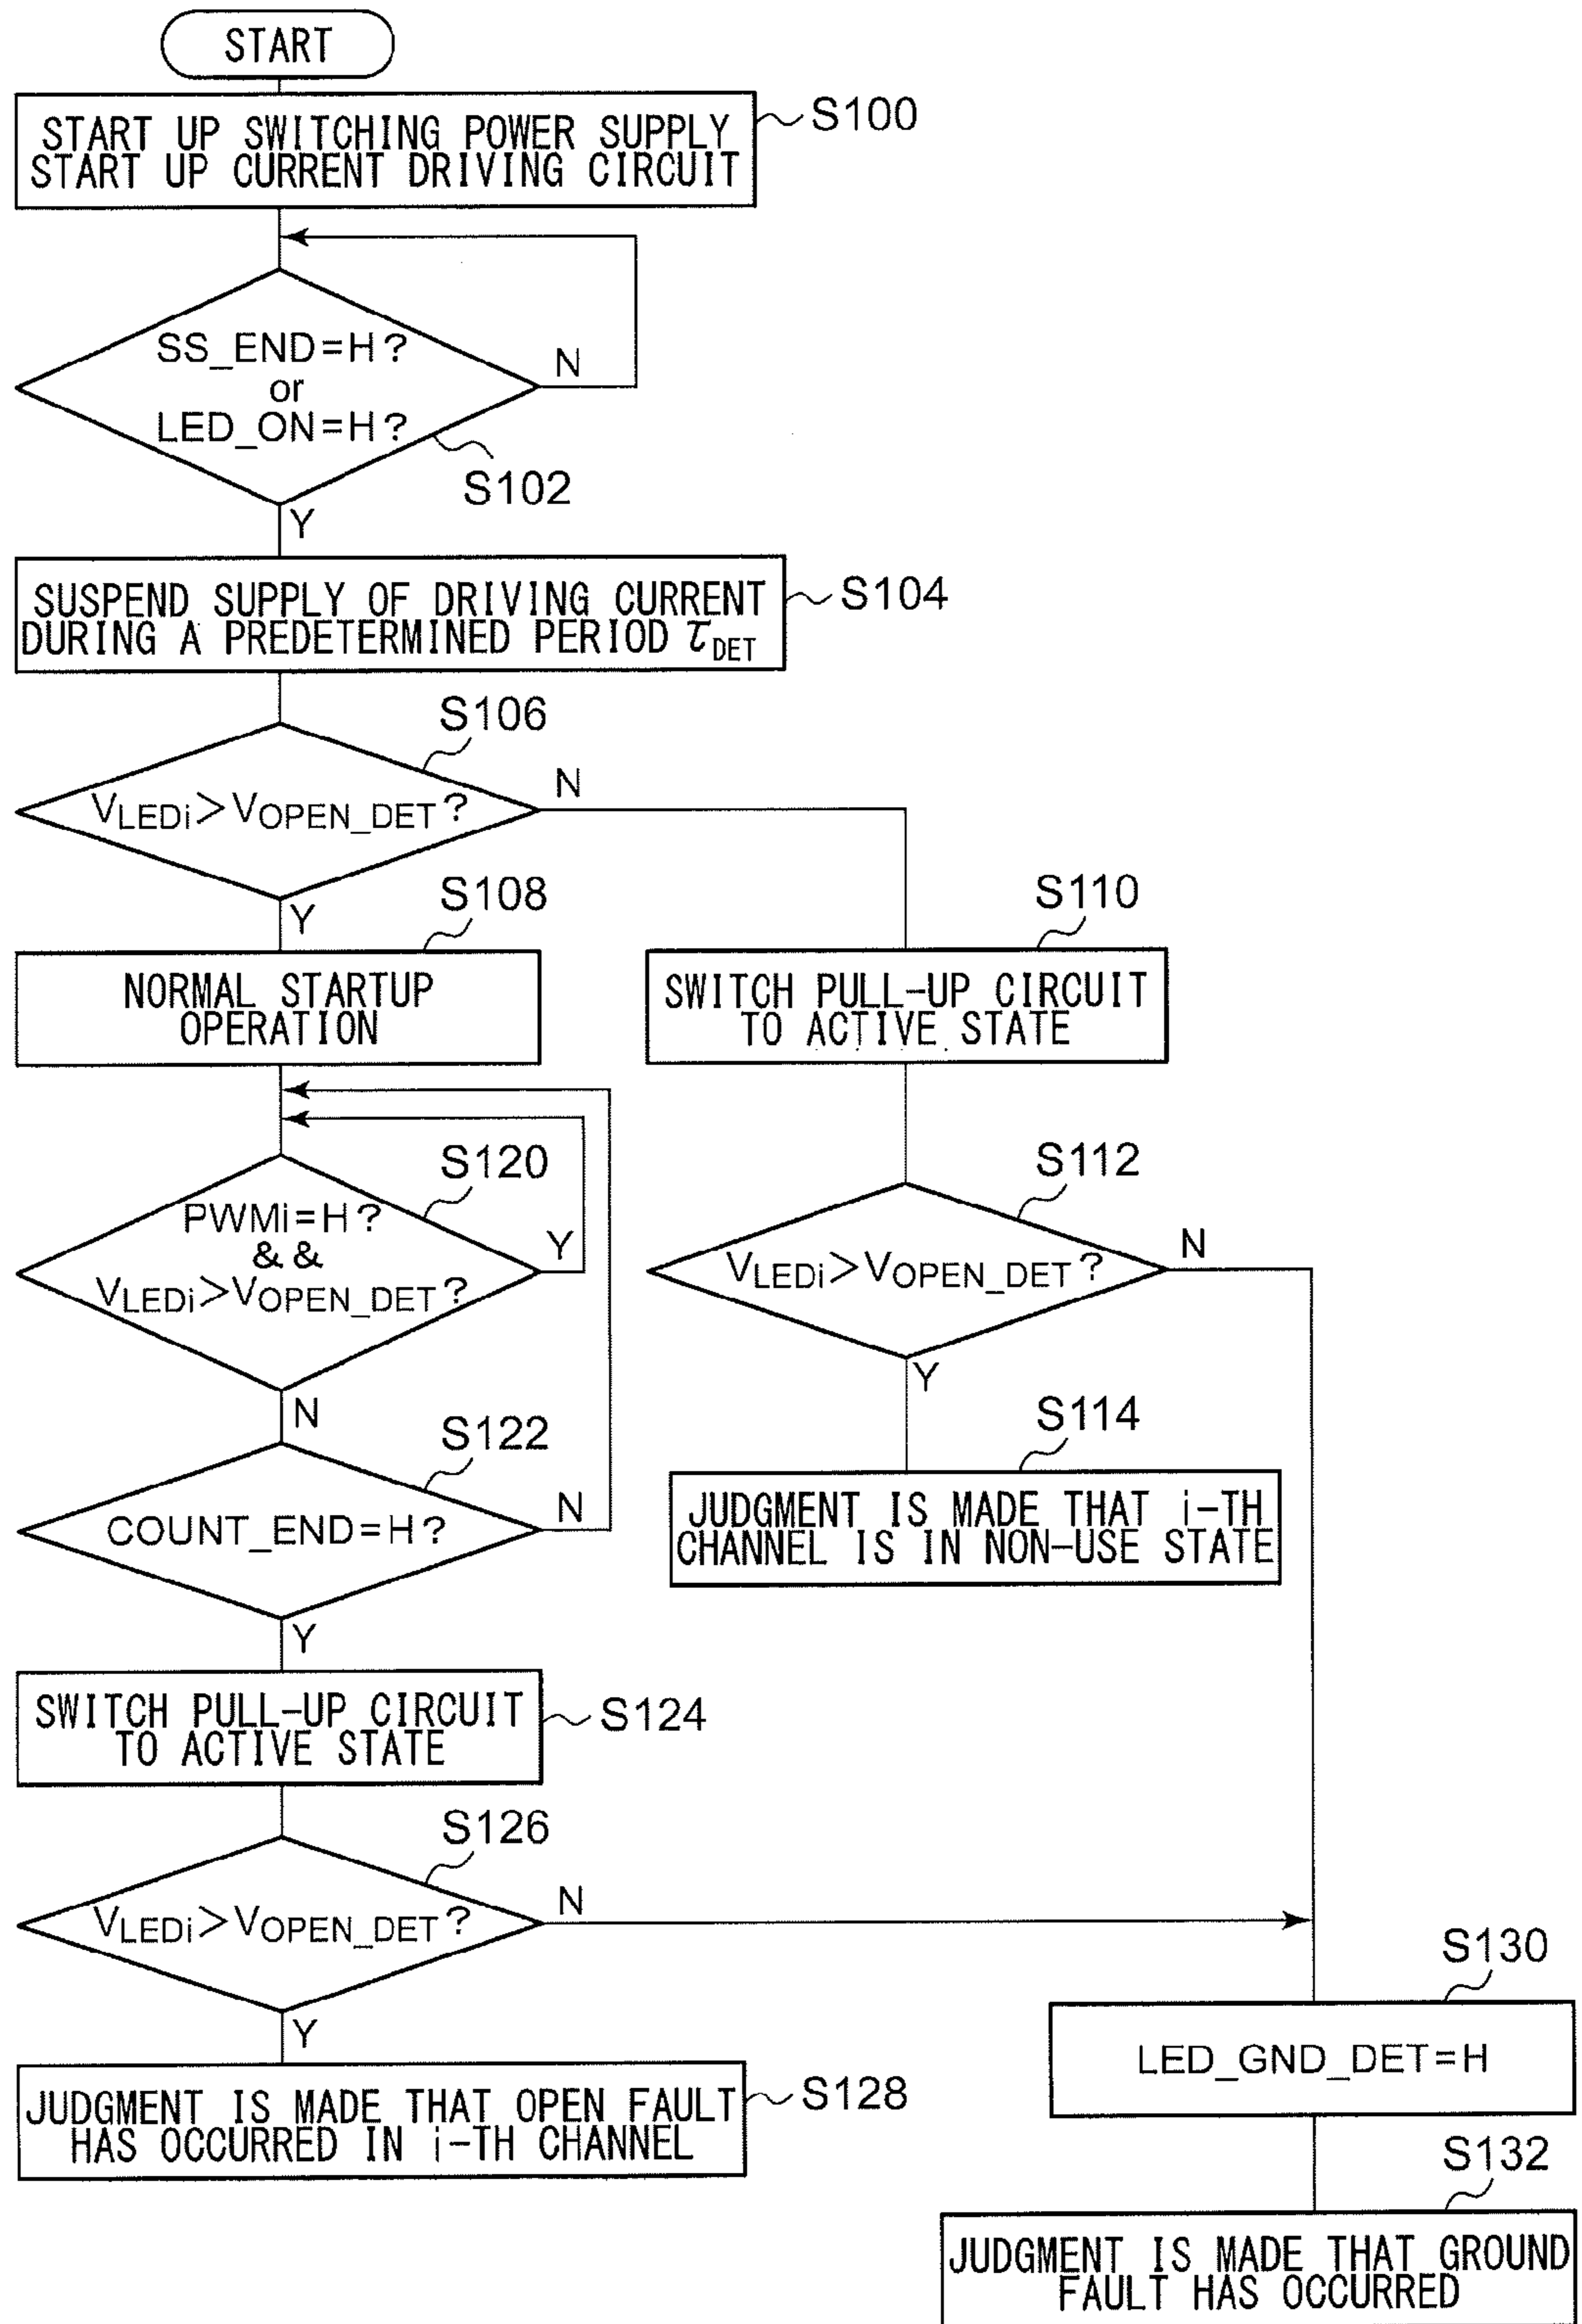 START
START UP SWITCHING POWER SUPPLY
START UP CURRENT DRIVING CIRCUIT
S100
SS_END=H?
or
LED_ON=H?
N
S102
Y
SUSPEND SUPPLY OF DRIVING CURRENT
DURING A PREDETERMINED PERIOD τDET
S104
S106
VLEDi>VOPEN_DET?
N
Y
S108
NORMAL STARTUP
OPERATION
S110
SWITCH PULL-UP CIRCUIT
TO ACTIVE STATE
S120
PWMi=H?
&&
VLEDi>VOPEN_DET?
Y
N
S112
VLEDi>VOPEN_DET?
N
Y
S122
COUNT_END=H?
N
Y
S114
JUDGMENT IS MADE THAT i-TH
CHANNEL IS IN NON-USE STATE
SWITCH PULL-UP CIRCUIT
TO ACTIVE STATE
S124
S126
VLEDi>VOPEN_DET?
N
Y
S130
LED_GND_DET=H
JUDGMENT IS MADE THAT OPEN FAULT
HAS OCCURRED IN i-TH CHANNEL
S128
S132
JUDGMENT IS MADE THAT GROUND
FAULT HAS OCCURRED